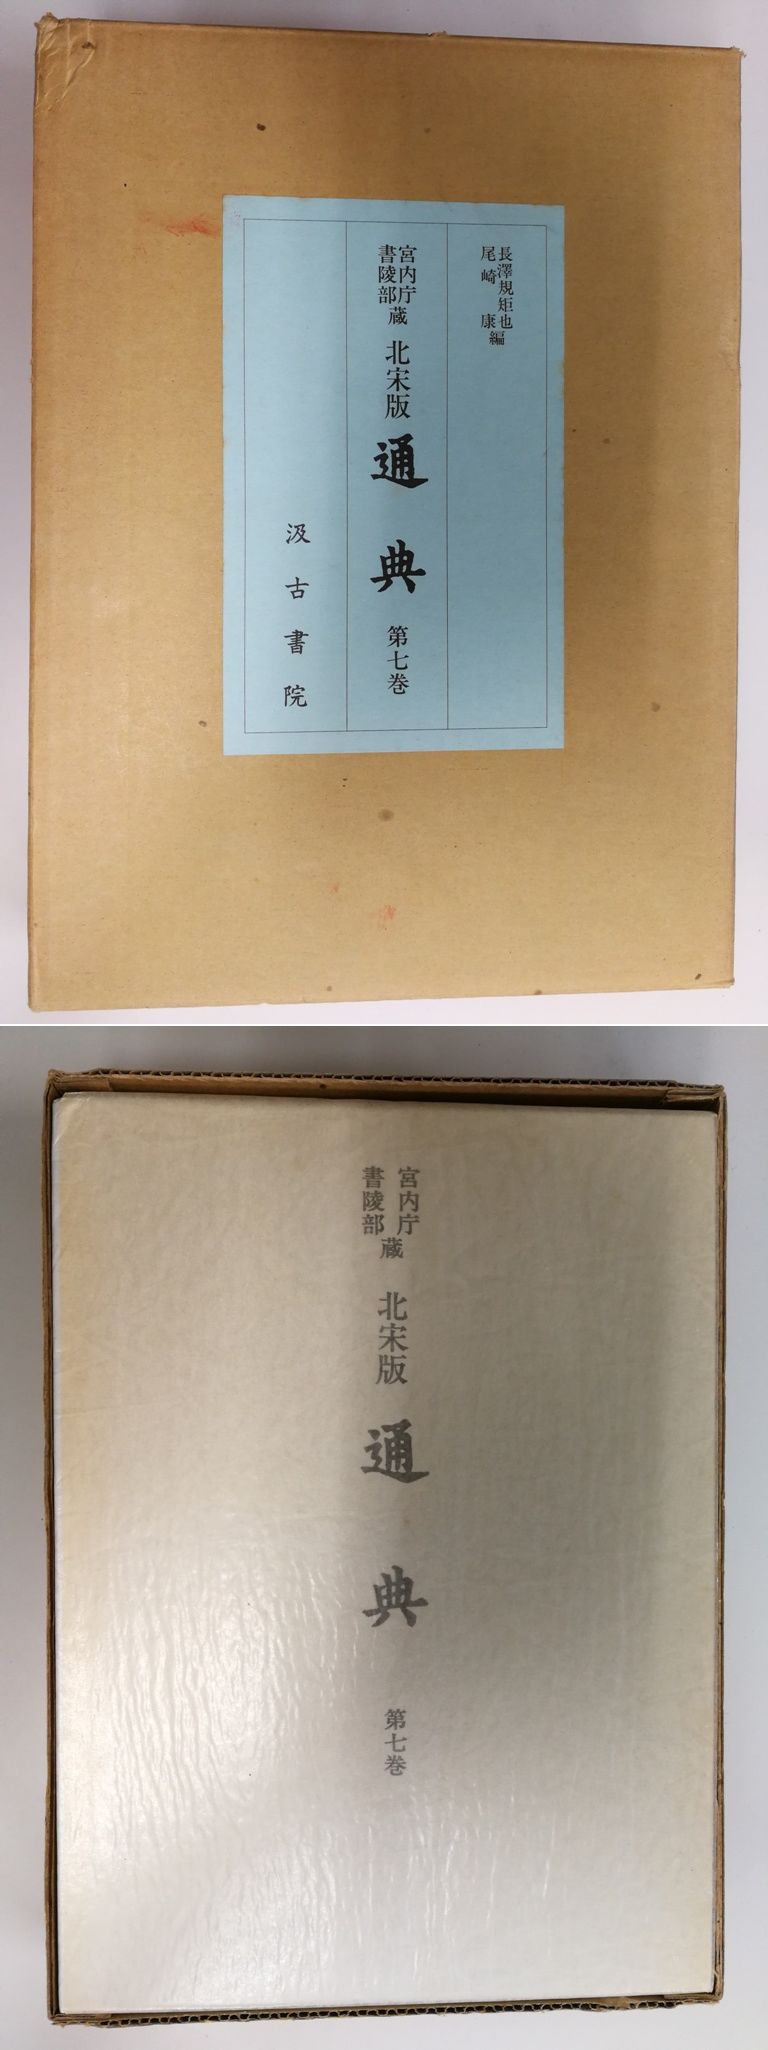 長澤規矩也
尾崎康編
宮内庁
書陵部蔵
北宋版
通典
第七巻
汲古書院
宮内庁
書陵部蔵
北宋版
通典
第七巻